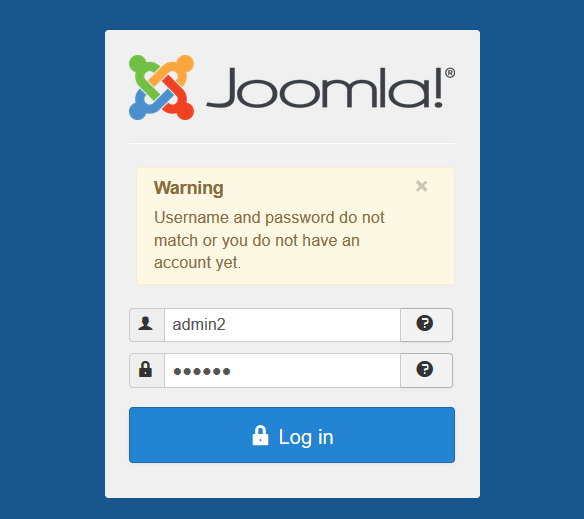 Joomla!®
Warning ×
Username and password do not
match or you do not have an
account yet.
admin2
••••••
Log in